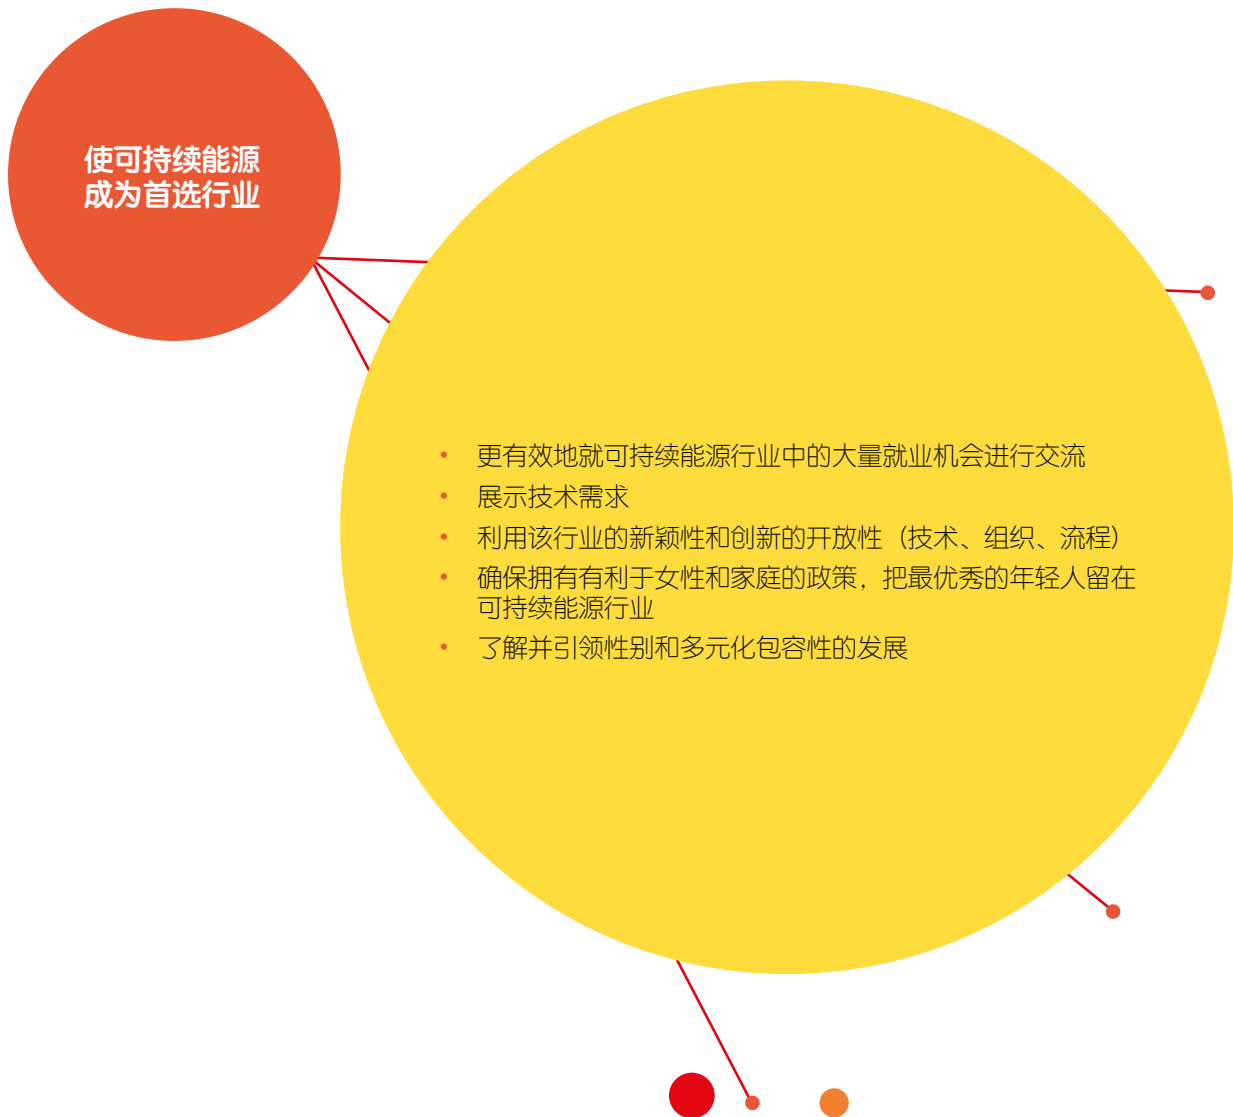 使可持续能源
成为首选行业
• 更有效地就可持续能源行业中的大量就业机会进行交流
• 展示技术需求
• 利用该行业的新颖性和创新的开放性（技术、组织、流程）
• 确保拥有有利于女性和家庭的政策，把最优秀的年轻人留在
可持续能源行业
• 了解并引领性别和多元化包容性的发展